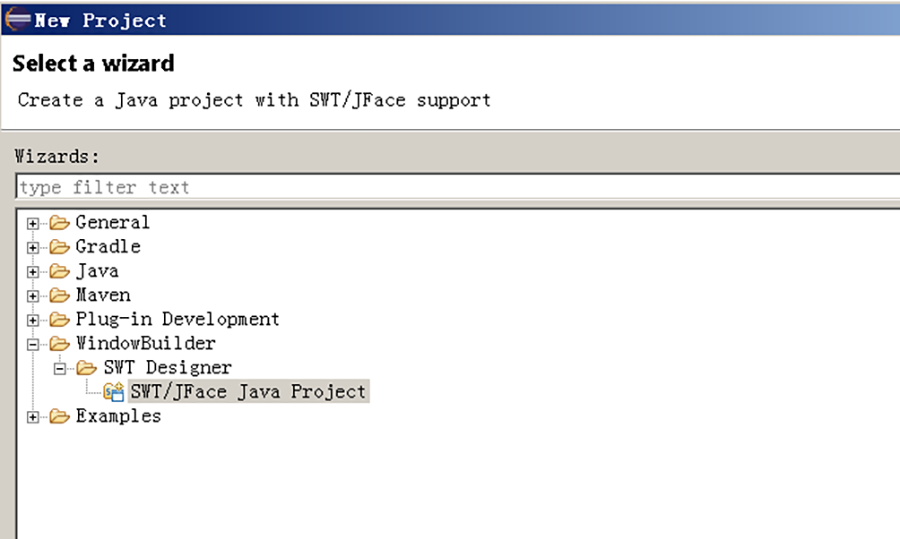 New Project
Select a wizard
Create a Java project with SWT/JFace support
Wizards:
type filter text
General
Gradle
Java
Maven
Plug-in Development
WindowBuilder
SWT Designer
SWT/JFace Java Project
Examples